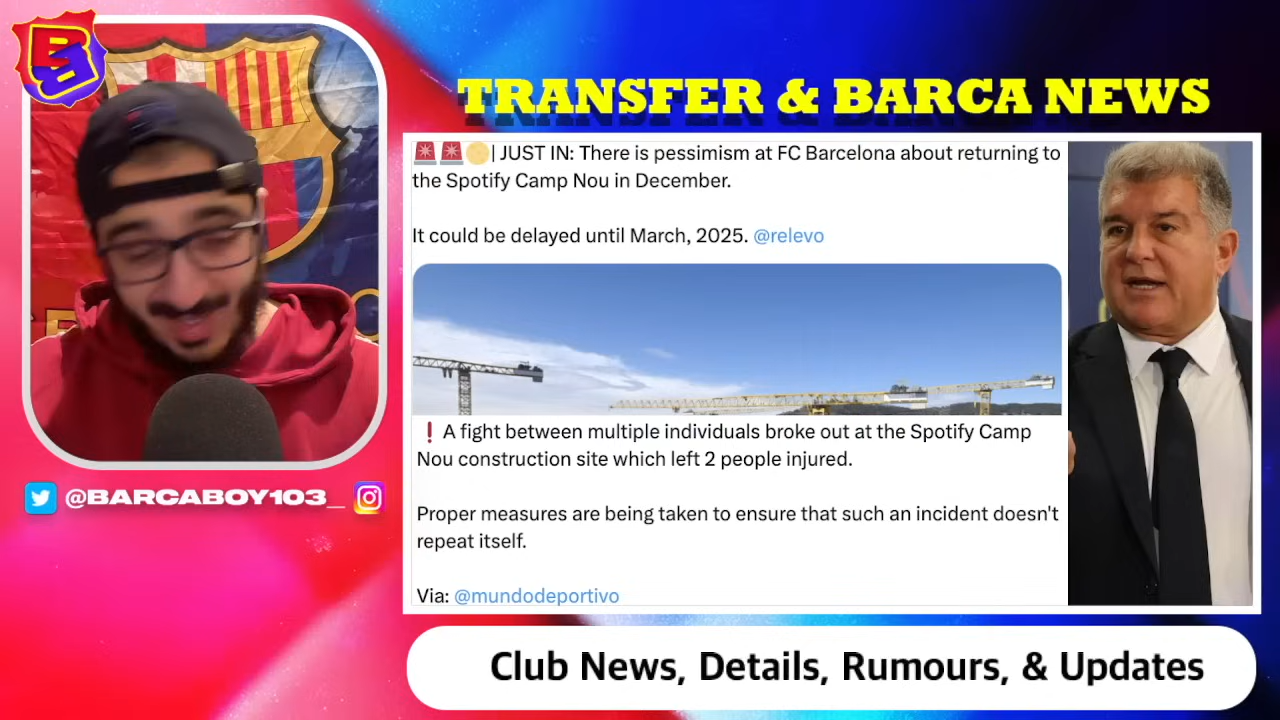 TRANSFER & BARCA NEWS
🚨🚨🌕| JUST IN: There is pessimism at FC Barcelona about returning to
the Spotify Camp Nou in December.
It could be delayed until March, 2025. @relevo
❗️A fight between multiple individuals broke out at the Spotify Camp
Nou construction site which left 2 people injured.
Proper measures are being taken to ensure that such an incident doesn't
repeat itself.
Via: @mundodeportivo
@BARCABOY103_
Club News, Details, Rumours, & Updates